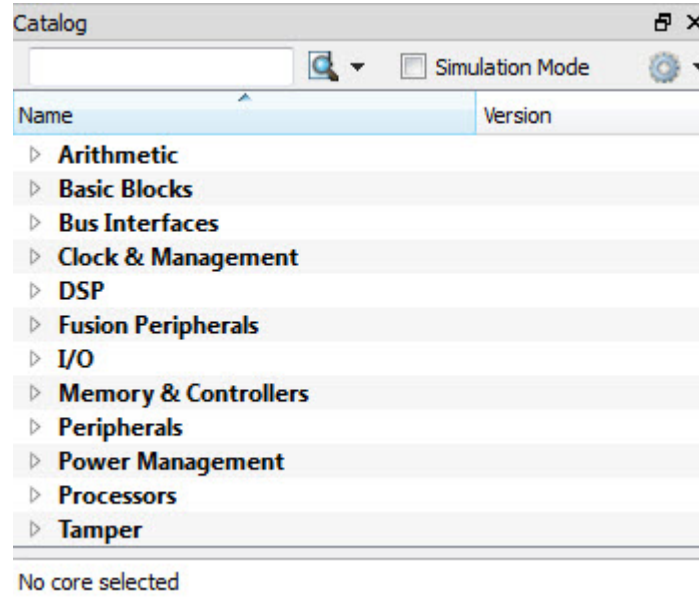 Catalog
Simulation Mode
Name Version
Arithmetic
Basic Blocks
Bus Interfaces
Clock & Management
DSP
Fusion Peripherals
I/O
Memory & Controllers
Peripherals
Power Management
Processors
Tamper
No core selected